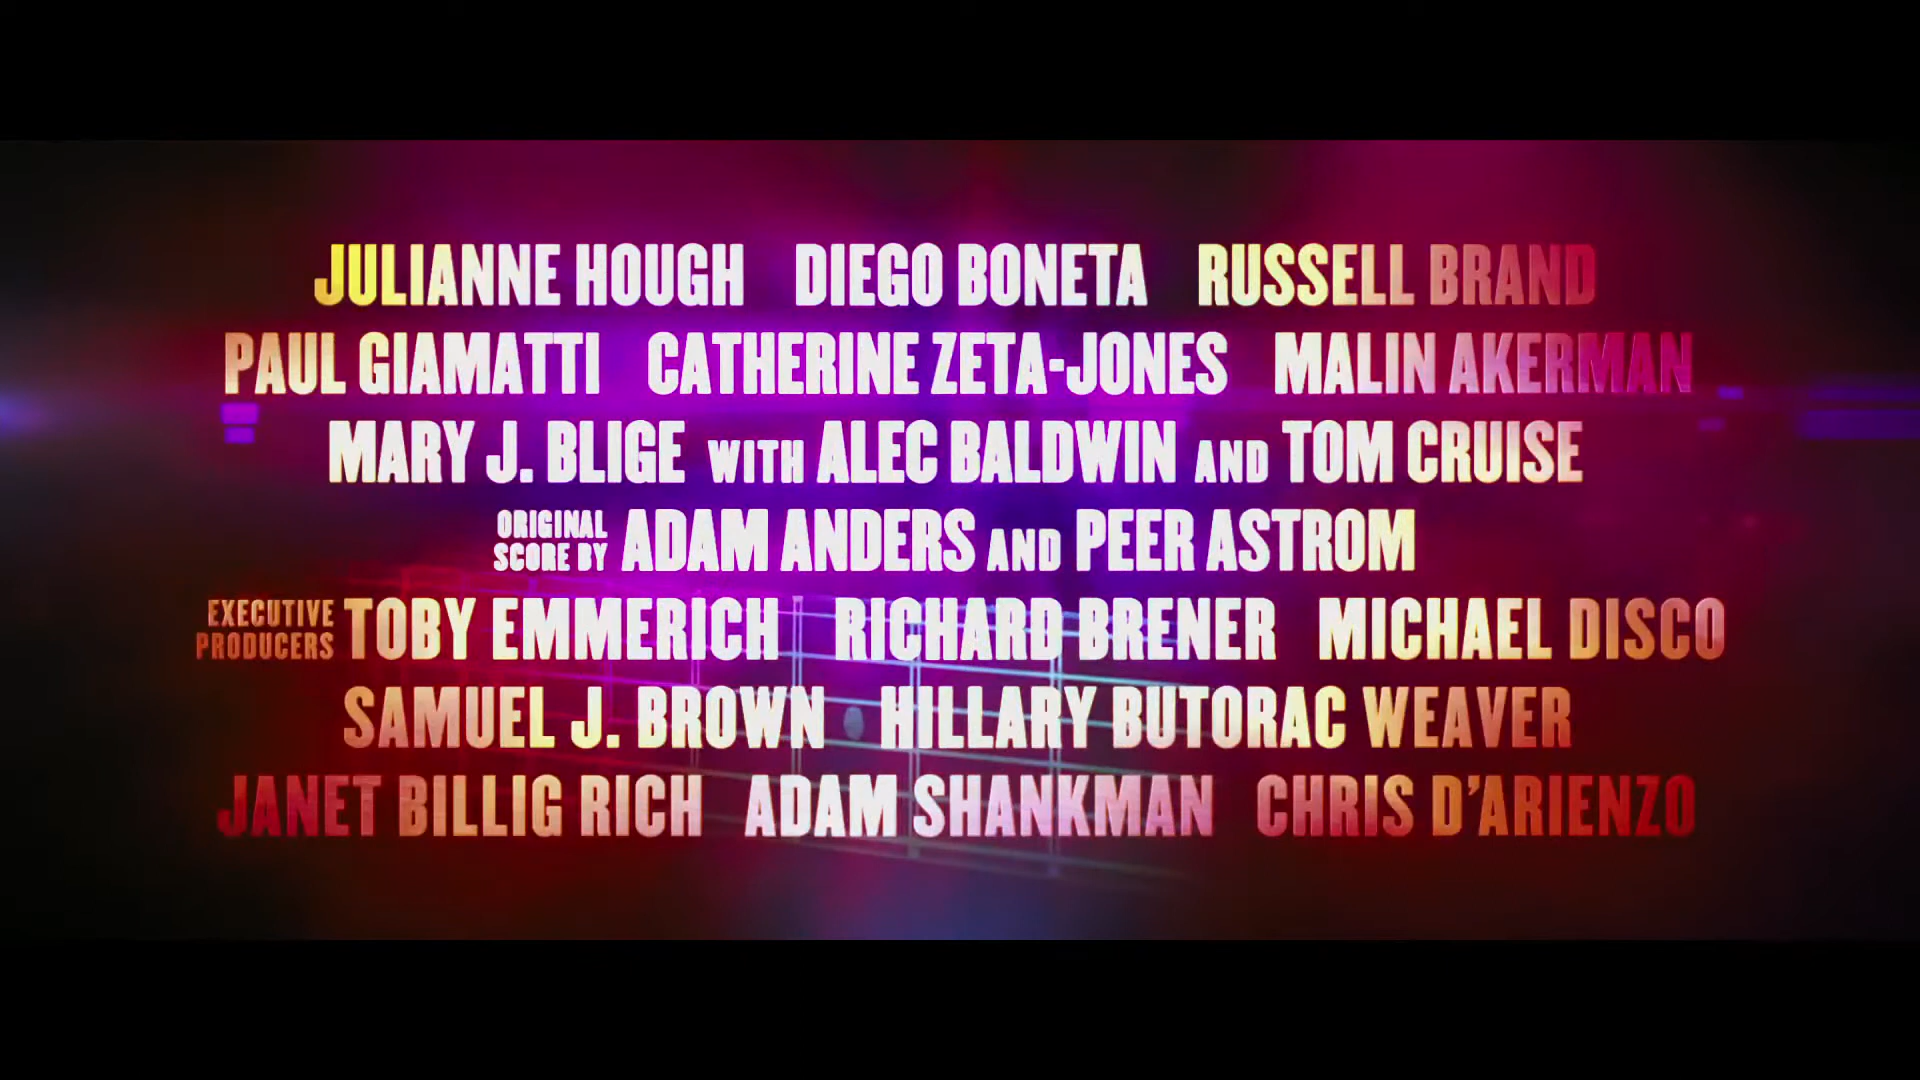 JULIANNE HOUGH DIEGO BONETA RUSSELL BRAND
PAUL GIAMATTI CATHERINE ZETA-JONES MALIN AKERMAN
MARY J. BLIGE WITH ALEC BALDWIN AND TOM CRUISE
ORIGINAL SCORE BY ADAM ANDERS AND PEER ASTROM
EXECUTIVE PRODUCERS TOBY EMMERICH RICHARD BRENER MICHAEL DISCO
SAMUEL J. BROWN HILLARY BUTORAC WEAVER
JANET BILLIG RICH ADAM SHANKMAN CHRIS D'ARIENZO